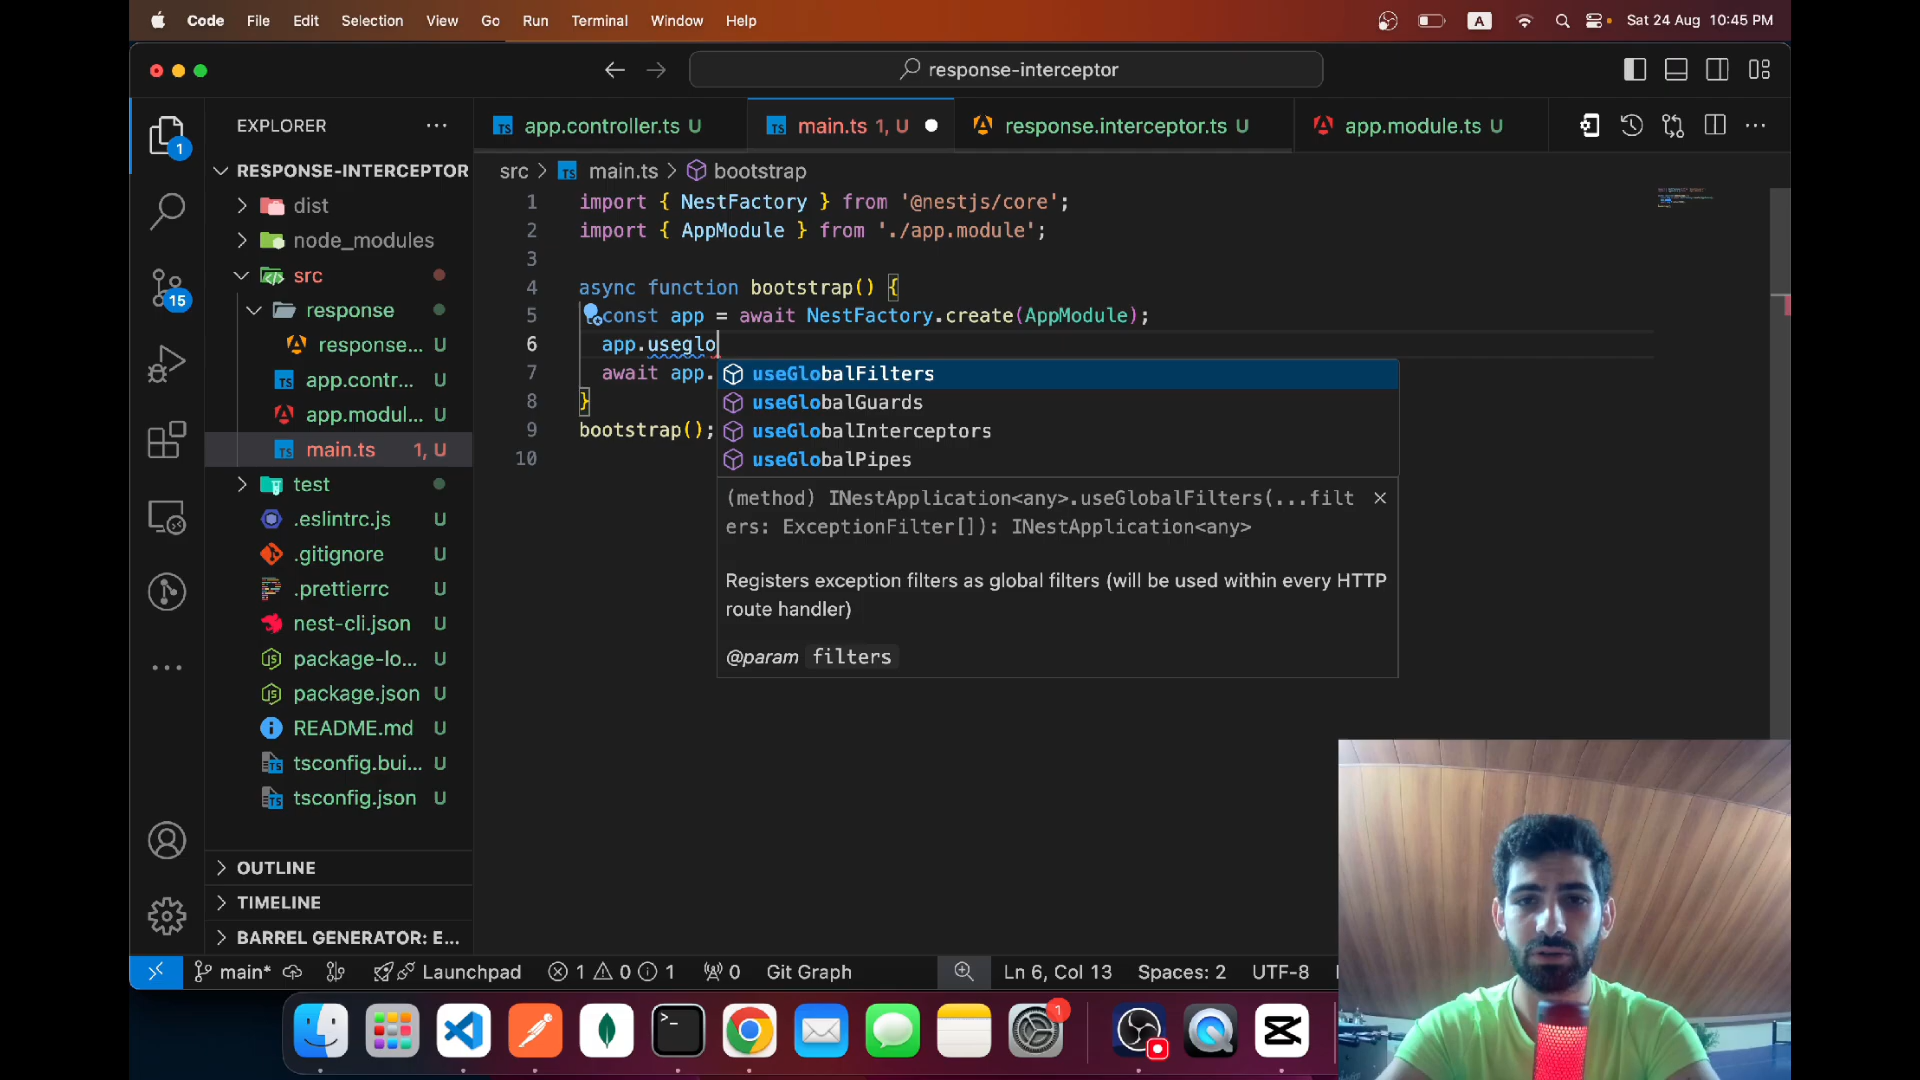 Code File Edit Selection View Go Run Terminal Window Help A Sat 24 Aug 10:45 PM
response-interceptor
EXPLORER
app.controller.ts U
main.ts 1, U
response.interceptor.ts U
app.module.ts U
src > main.ts > bootstrap
RESPONSE-INTERCEPTOR
dist
node_modules
src
response
response... U
app.contr... U
app.modul... U
main.ts 1, U
test
.eslintrc.js U
.gitignore U
.prettierrc U
nest-cli.json U
package-lo... U
package.json U
README.md U
tsconfig.bui... U
tsconfig.json U
OUTLINE
TIMELINE
BARREL GENERATOR: E...
1
15
1 import { NestFactory } from '@nestjs/core';
2 import { AppModule } from './app.module';
3
4 async function bootstrap() {
5 const app = await NestFactory.create(AppModule);
6 app.useglo
7 await app.
8 }
9 bootstrap();
10
useGlobalFilters
useGlobalGuards
useGlobalInterceptors
useGlobalPipes
(method) INestApplication<any>.useGlobalFilters(...filt
ers: ExceptionFilter[]): INestApplication<any>
Registers exception filters as global filters (will be used within every HTTP
route handler)
@param filters
main* Launchpad 1 0 1 0 Git Graph Ln 6, Col 13 Spaces: 2 UTF-8
1